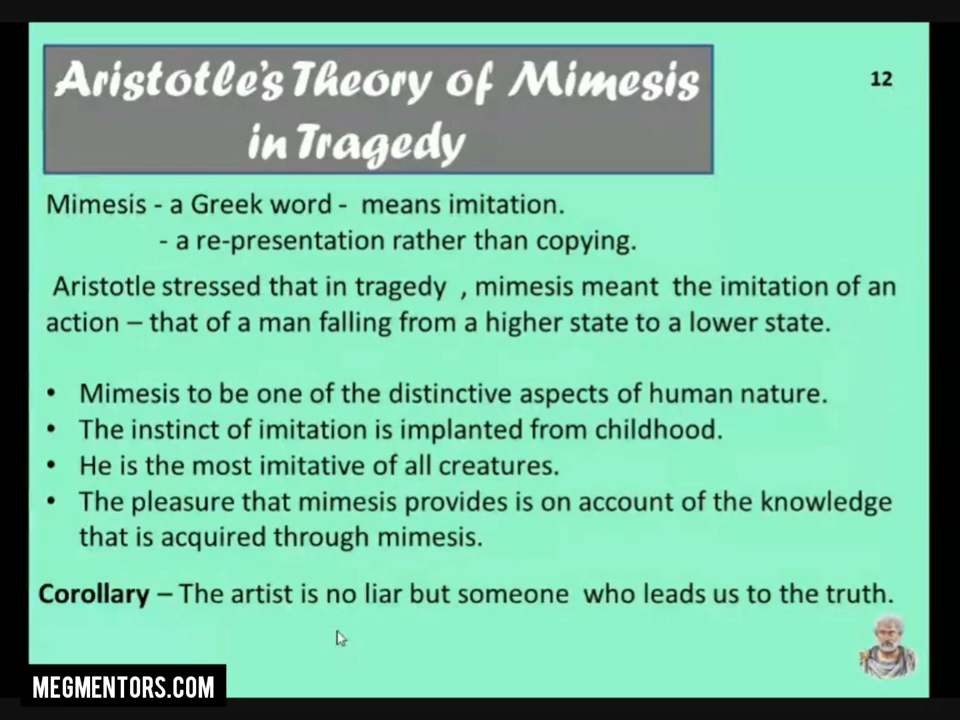 Aristotle's Theory of Mimesis
in Tragedy
12
Mimesis - a Greek word - means imitation.
- a re-presentation rather than copying.
Aristotle stressed that in tragedy , mimesis meant the imitation of an
action – that of a man falling from a higher state to a lower state.
• Mimesis to be one of the distinctive aspects of human nature.
• The instinct of imitation is implanted from childhood.
• He is the most imitative of all creatures.
• The pleasure that mimesis provides is on account of the knowledge
that is acquired through mimesis.
Corollary – The artist is no liar but someone who leads us to the truth.
MEGMENTORS.COM